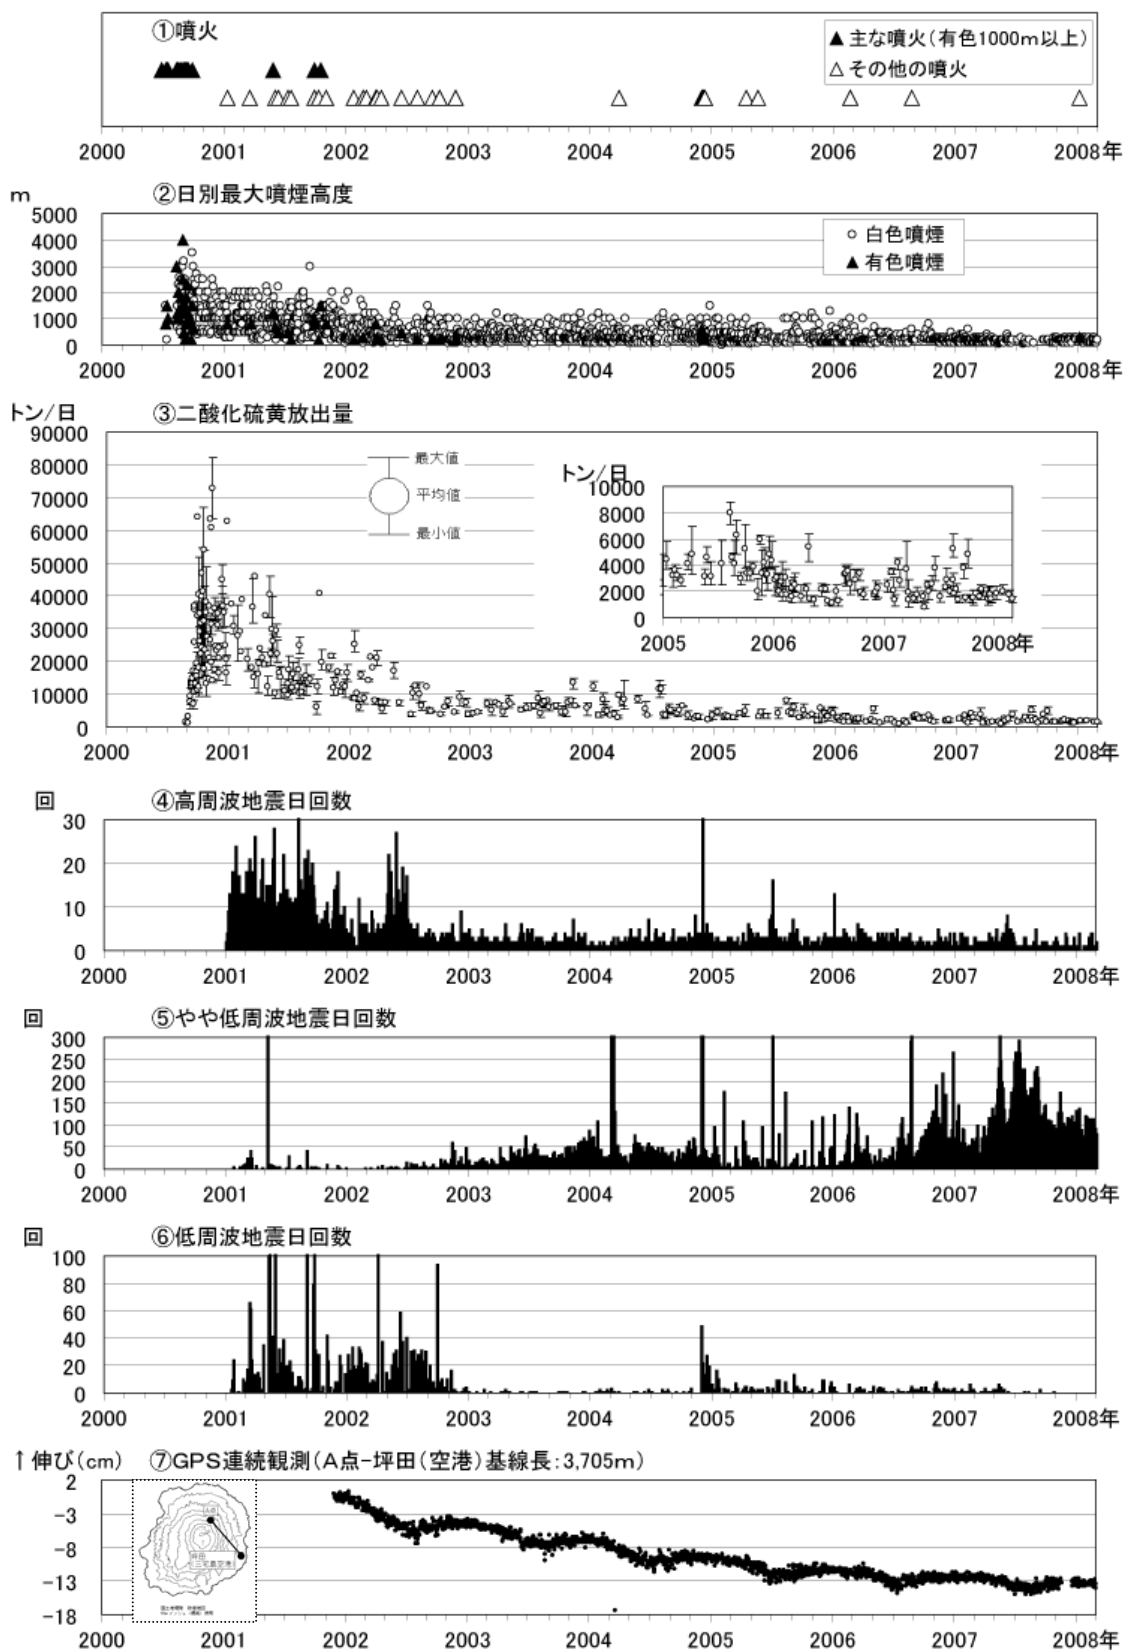 ①噴火
▲ 主な噴火(有色1000m以上)
△ その他の噴火
2000 2001 2002 2003 2004 2005 2006 2007 2008年
m ②日別最大噴煙高度
5000
4000
3000
2000
1000
0
○ 白色噴煙
▲ 有色噴煙
2000 2001 2002 2003 2004 2005 2006 2007 2008年
トン/日 ③二酸化硫黄放出量
90000
80000
70000
60000
50000
40000
30000
20000
10000
0
最大値
平均値
最小値
トン/日
10000
8000
6000
4000
2000
0
2005 2006 2007 2008年
2000 2001 2002 2003 2004 2005 2006 2007 2008年
回 ④高周波地震日回数
30
20
10
0
2000 2001 2002 2003 2004 2005 2006 2007 2008年
回 ⑤やや低周波地震日回数
300
250
200
150
100
50
0
2000 2001 2002 2003 2004 2005 2006 2007 2008年
回 ⑥低周波地震日回数
100
80
60
40
20
0
2000 2001 2002 2003 2004 2005 2006 2007 2008年
↑伸び(cm) ⑦GPS連続観測(A点-坪田(空港)基線長:3,705m)
2
-3
-8
-13
-18
A点
坪田
(三宅島空港)
2000 2001 2002 2003 2004 2005 2006 2007 2008年